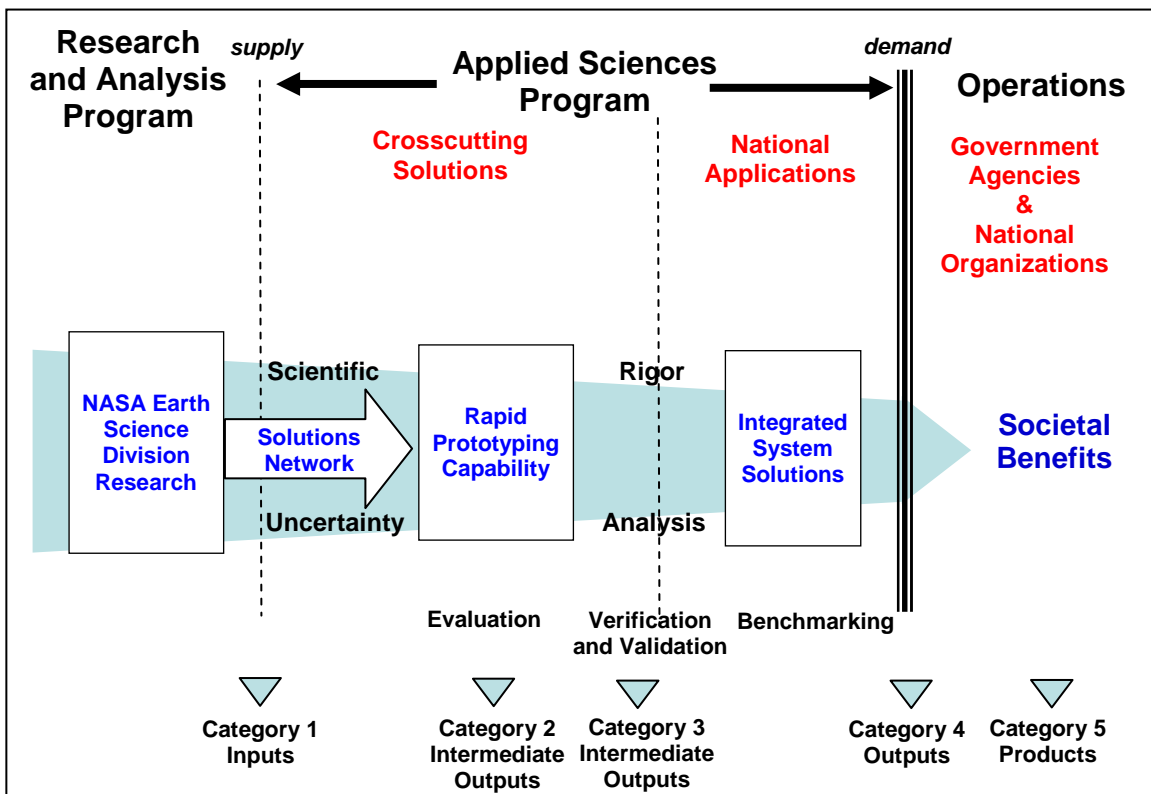 Research
and Analysis
Program
supply
Applied Sciences
Program
demand
Operations
Crosscutting
Solutions
National
Applications
Government
Agencies
&
National
Organizations
NASA Earth
Science
Division
Research
Scientific
Solutions
Network
Uncertainty
Rapid
Prototyping
Capability
Rigor
Analysis
Integrated
System
Solutions
Societal
Benefits
Evaluation
Verification
and Validation
Benchmarking
Category 1
Inputs
Category 2
Intermediate
Outputs
Category 3
Intermediate
Outputs
Category 4
Outputs
Category 5
Products